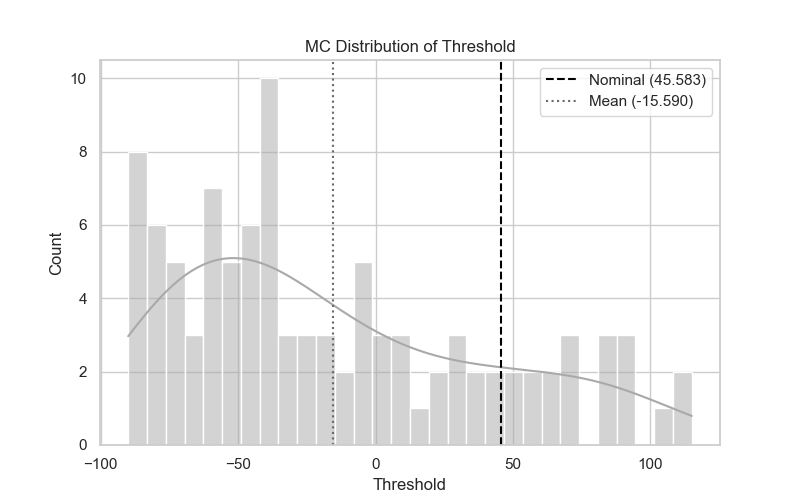 MC Distribution of Threshold
Nominal (45.583)
Mean (-15.590)
Count
10
8
6
4
2
0
−100
−50
0
50
100
Threshold